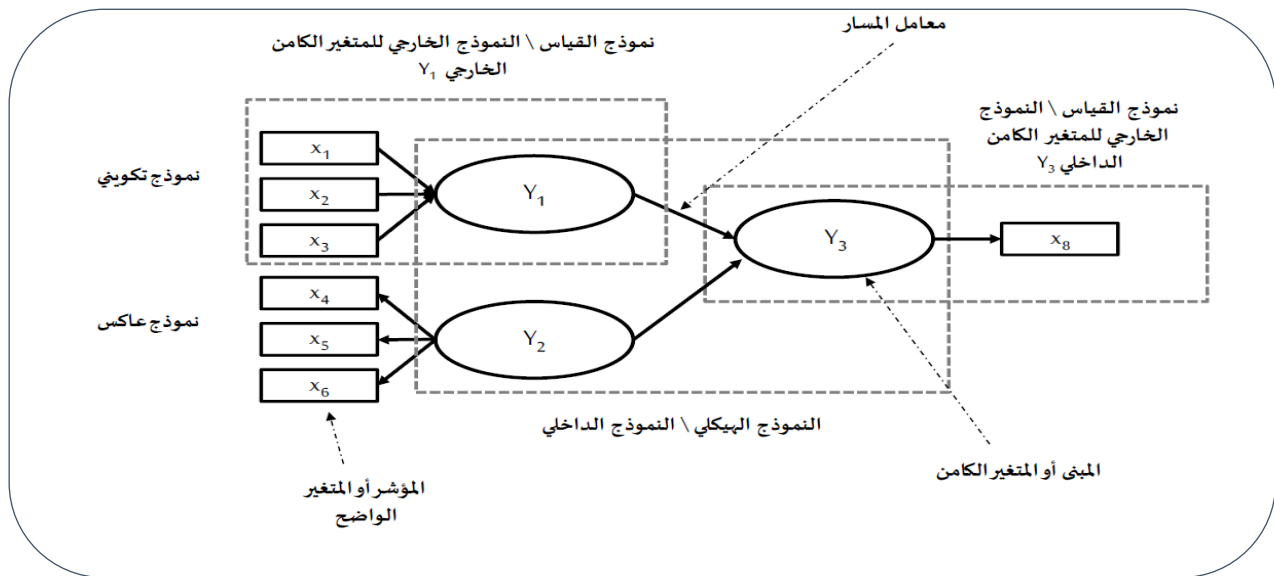 معامل المسار
نموذج القياس \ النموذج الخارجي للمتغير الكامن
الخارجي Y₁
نموذج القياس \ النموذج
الخارجي للمتغير الكامن
الداخلي Y₃
نموذج تكويني
x₁
x₂
x₃
Y₁
Y₃
x₈
نموذج عاكس
x₄
x₅
x₆
Y₂
النموذج الهيكلي \ النموذج الداخلي
المبنى أو المتغير الكامن
المؤشر أو المتغير
الواضح